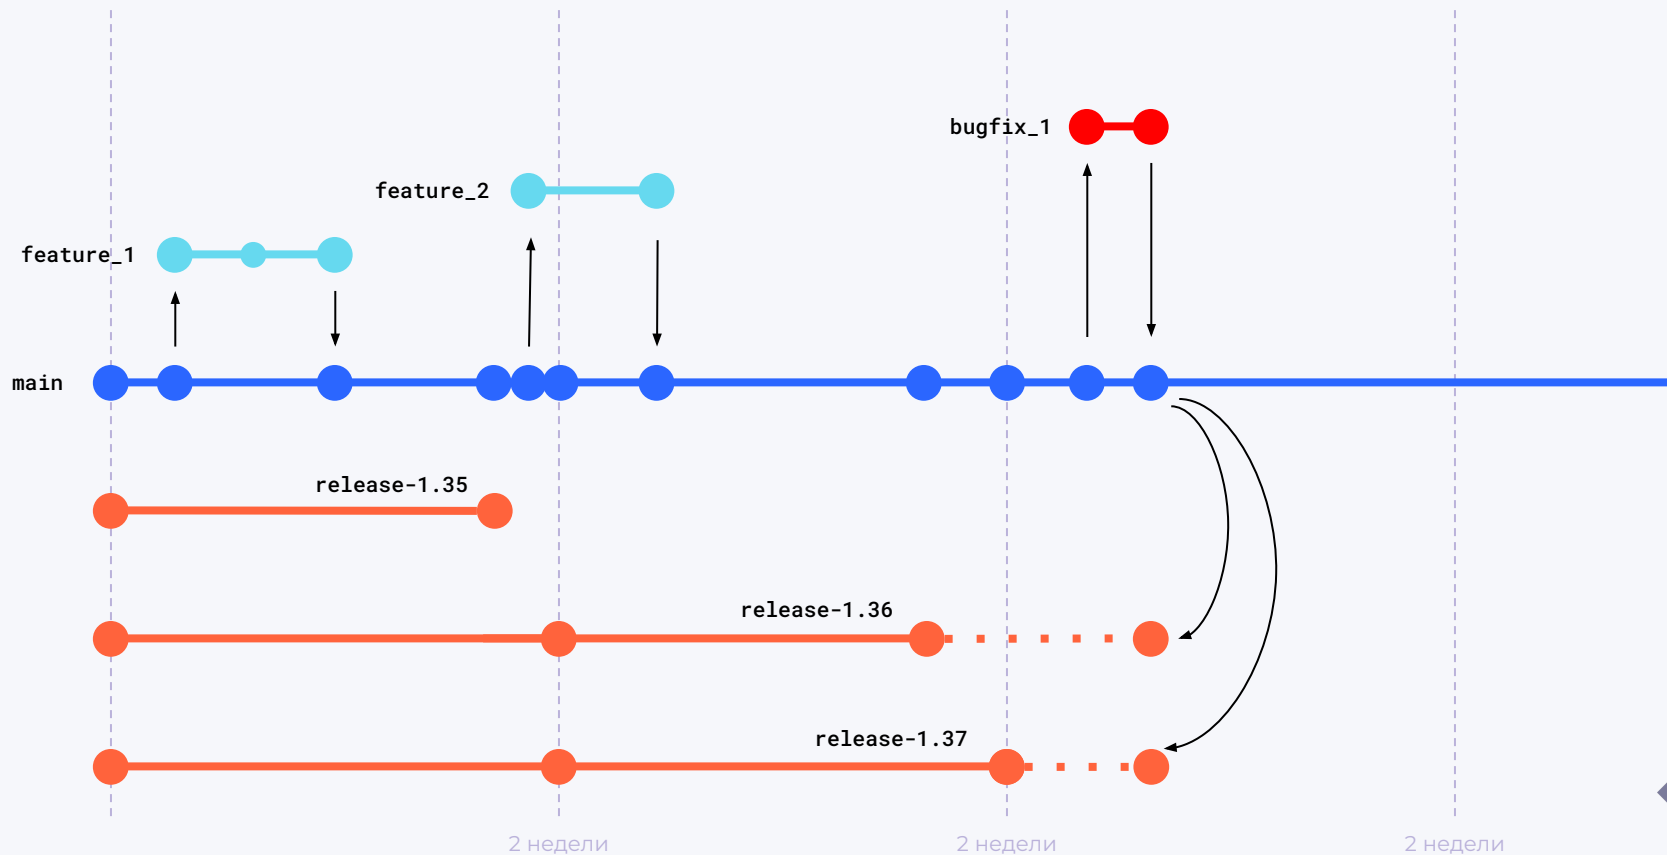 bugfix_1
feature_2
feature_1
main
release-1.35
release-1.36
release-1.37
2 недели
2 недели
2 недели